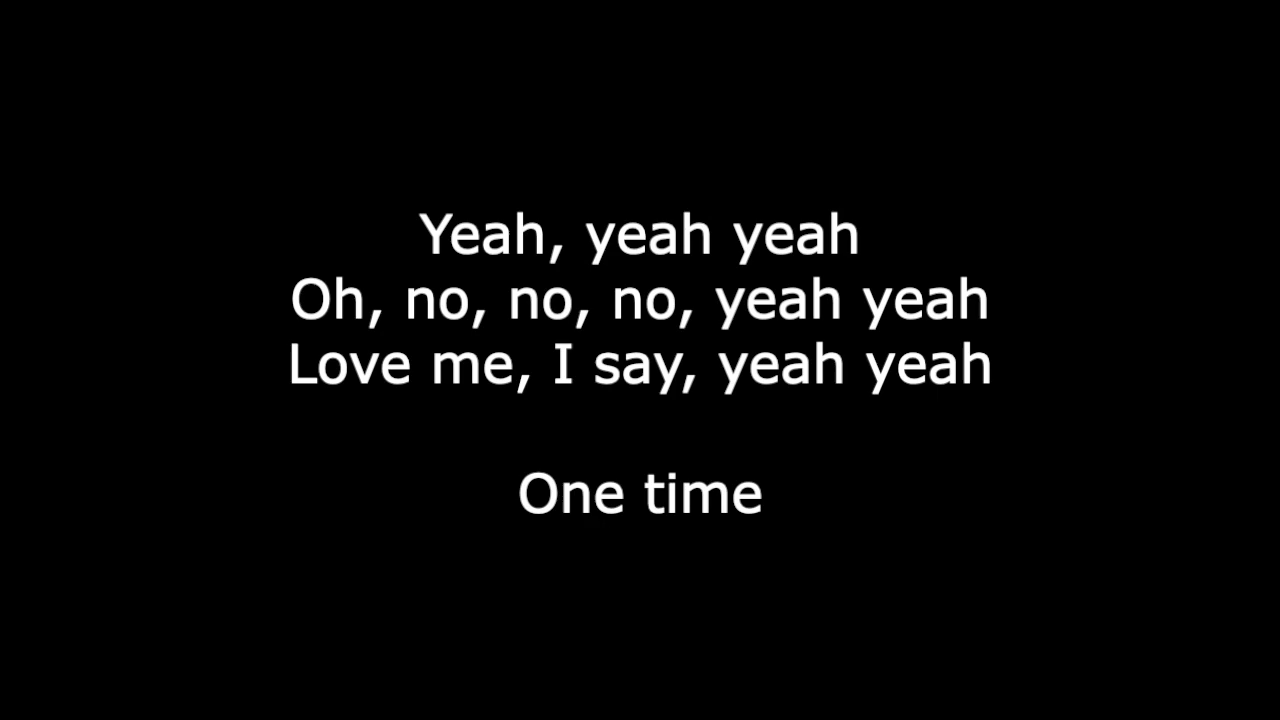 Yeah, yeah yeah
Oh, no, no, no, yeah yeah
Love me, I say, yeah yeah
One time